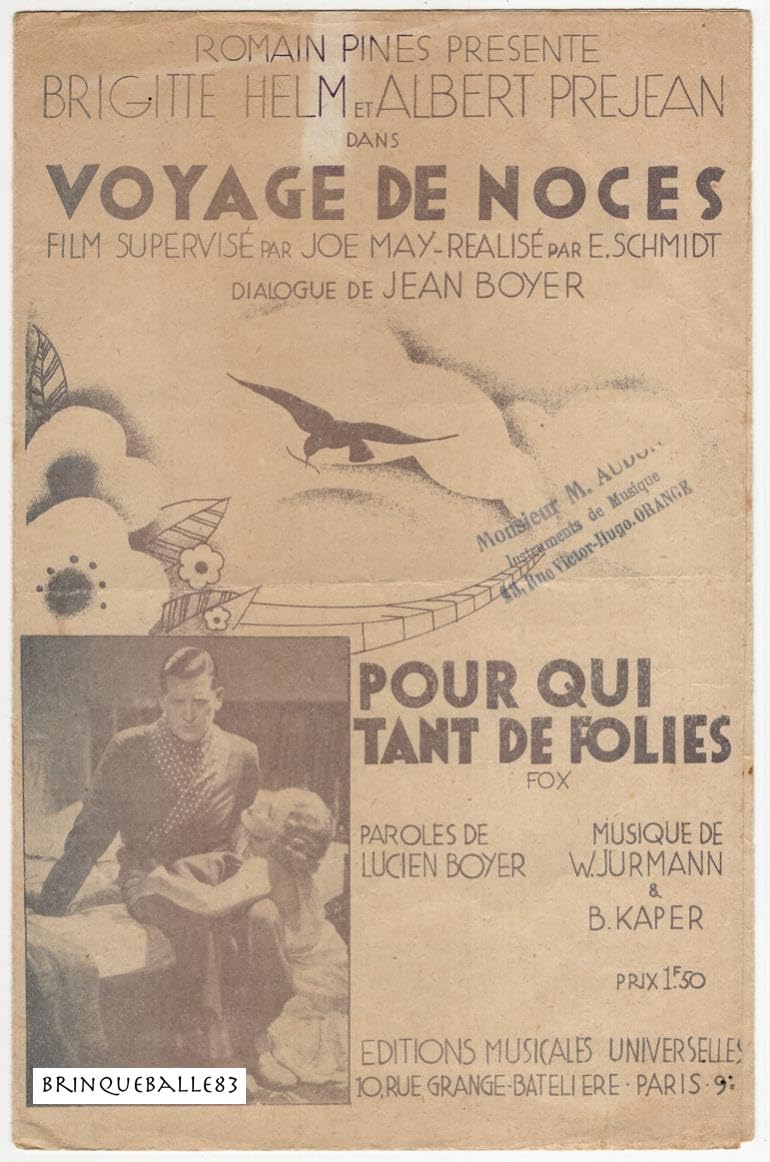 ROMAIN PINES PRESENTE
BRIGITTE HELM ET ALBERT PREJEAN
DANS
VOYAGE DE NOCES
FILM SUPERVISÉ PAR JOE MAY-REALISÉ PAR E.SCHMIDT
DIALOGUE DE JEAN BOYER
Monsieur M.
Instruments de Musique
Rue Victor-Hugo. ORANGE
POUR QUI
TANT DE FOLIES
FOX
PAROLES DE
LUCIEN BOYER
MUSIQUE DE
W.JURMANN
&
B.KAPER
PRIX 1F.50
EDITIONS MUSICALES UNIVERSELLES
10, RUE GRANGE-BATELIERE · PARIS · 9e
BRINQUEBALLE83